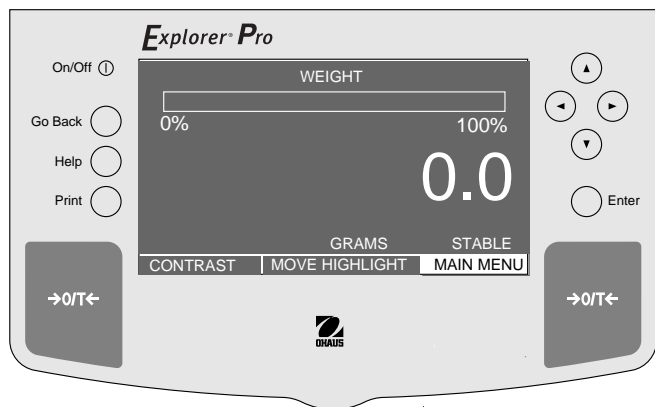 Explorer® Pro
On/Off
Go Back
Help
Print
WEIGHT
0% 100%
0.0
GRAMS STABLE
CONTRAST MOVE HIGHLIGHT MAIN MENU
Enter
→0/T← →0/T←
OHAUS